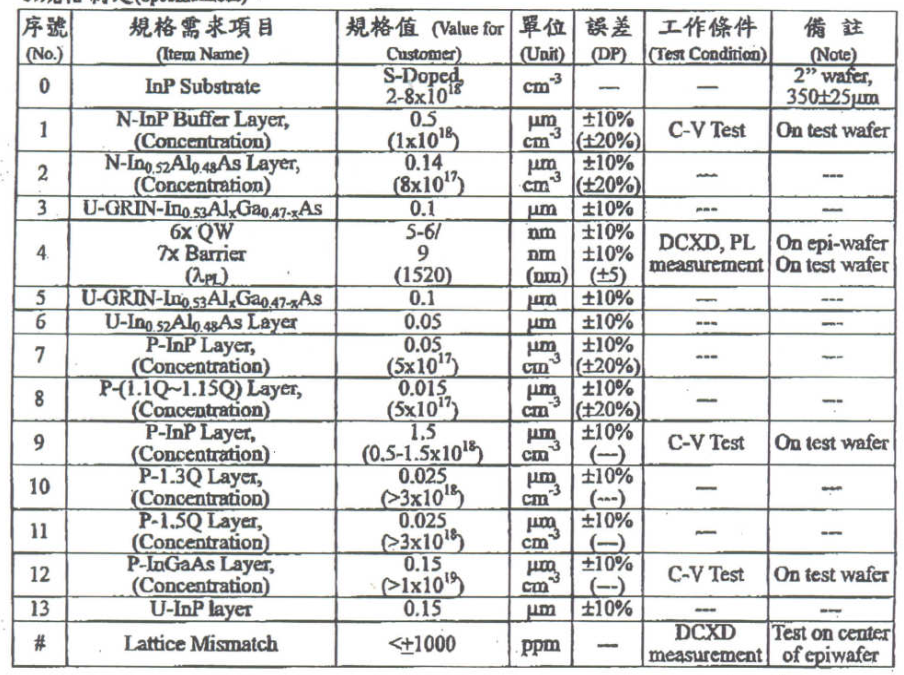 序號 規格需求項目 規格值 (Value for 單位 誤差 工作條件 備 註
(No.) (Item Name) Customer) (Unit) (DP) (Test Condition) (Note)
0 InP Substrate S-Doped, 2-8x10^18 cm^-3 — — 2” wafer, 350±25μm
1 N-InP Buffer Layer, 0.5 μm ±10% C-V Test On test wafer
(Concentration) (1x10^18) cm^-3 (±20%)
2 N-In0.52Al0.48As Layer, 0.14 μm ±10% --- ---
(Concentration) (8x10^17) cm^-3 (±20%)
3 U-GRIN-In0.53AlxGa0.47-xAs 0.1 μm ±10% --- ---
4 6x QW 5-6/ nm ±10% DCXD, PL On epi-wafer
7x Barrier 9 nm ±10% measurement On test wafer
(λPL) (1520) (nm) (±5)
5 U-GRIN-In0.53AlxGa0.47-xAs 0.1 μm ±10% --- ---
6 U-In0.52Al0.48As Layer 0.05 μm ±10% --- ---
7 P-InP Layer, 0.05 μm ±10% --- ---
(Concentration) (5x10^17) cm^-3 (±20%)
8 P-(1.1Q~1.15Q) Layer, 0.015 μm ±10% --- ---
(Concentration) (5x10^17) cm^-3 (±20%)
9 P-InP Layer, 1.5 μm ±10% C-V Test On test wafer
(Concentration) (0.5-1.5x10^18) cm^-3 (---)
10 P-1.3Q Layer, 0.025 μm ±10% --- ---
(Concentration) (>3x10^18) cm^-3 (---)
11 P-1.5Q Layer, 0.025 μm ±10% --- ---
(Concentration) (>3x10^18) cm^-3 (---)
12 P-InGaAs Layer, 0.15 μm ±10% C-V Test On test wafer
(Concentration) (>1x10^19) cm^-3 (---)
13 U-InP layer 0.15 μm ±10% --- ---
# Lattice Mismatch <±1000 ppm — DCXD Test on center
measurement of epiwafer